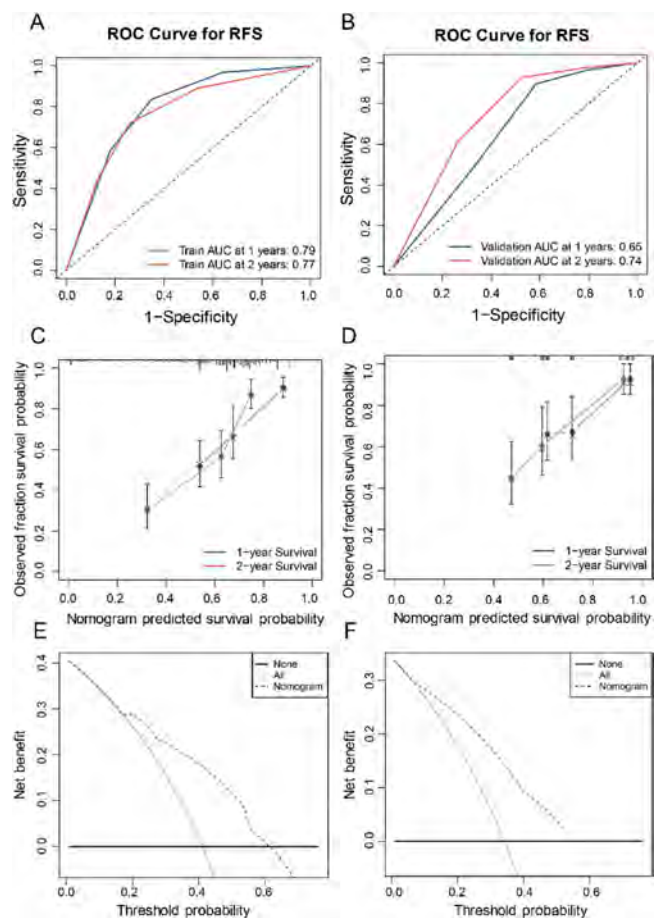 A
ROC Curve for RFS
Sensitivity
0.0 0.2 0.4 0.6 0.8 1.0
Train AUC at 1 years: 0.79
Train AUC at 2 years: 0.77
0.0 0.2 0.4 0.6 0.8 1.0
1−Specificity
B
ROC Curve for RFS
Sensitivity
0.0 0.2 0.4 0.6 0.8 1.0
Validation AUC at 1 years: 0.65
Validation AUC at 2 years: 0.74
0.0 0.2 0.4 0.6 0.8 1.0
1−Specificity
C
Observed fraction survival probability
0.0 0.2 0.4 0.6 0.8 1.0
1−year Survival
2−year Survival
0.0 0.2 0.4 0.6 0.8 1.0
Nomogram predicted survival probability
D
Observed fraction survival probability
0.0 0.2 0.4 0.6 0.8 1.0
1−year Survival
2−year Survival
0.0 0.2 0.4 0.6 0.8 1.0
Nomogram predicted survival probability
E
Net benefit
0.0 0.1 0.2 0.3 0.4
None
All
Nomogram
0.0 0.2 0.4 0.6
Threshold probability
F
Net benefit
0.0 0.1 0.2 0.3
None
All
Nomogram
0.0 0.2 0.4 0.6
Threshold probability